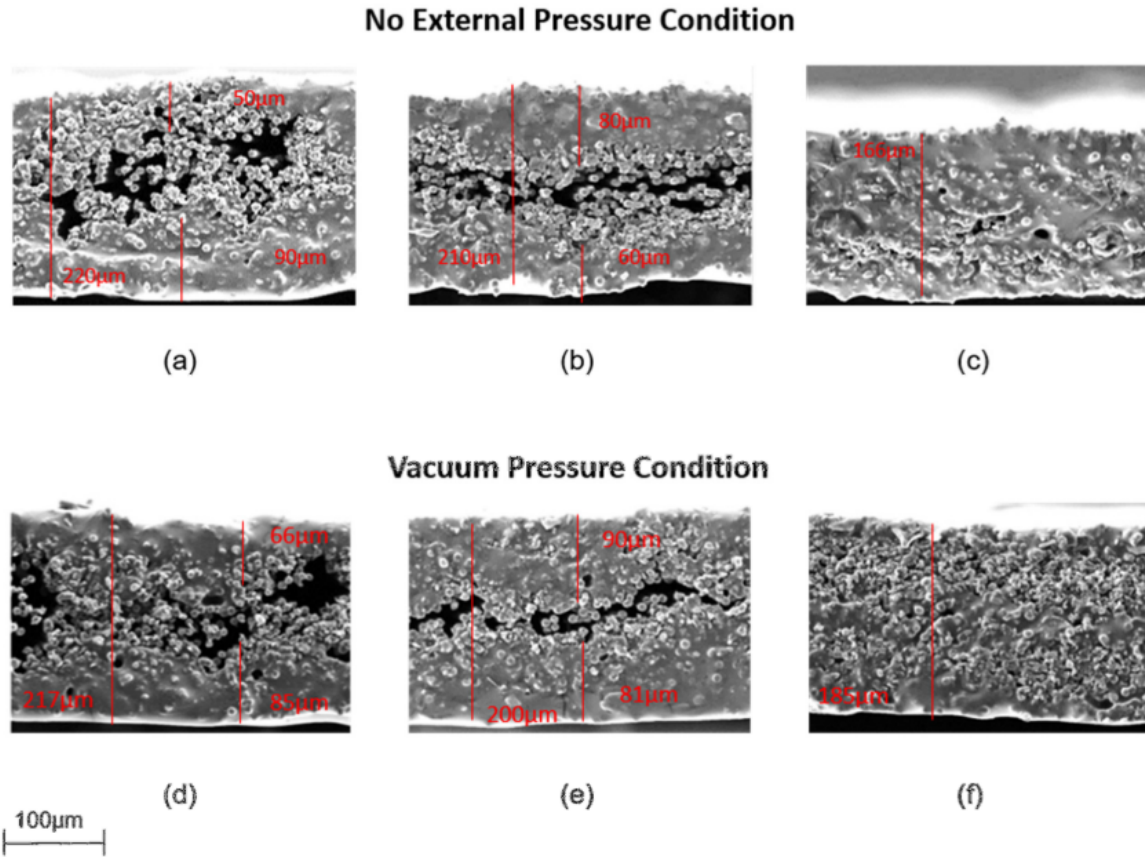 No External Pressure Condition
50μm
80μm
166μm
220μm
90μm
210μm
60μm
(a)
(b)
(c)
Vacuum Pressure Condition
66μm
90μm
217μm
85μm
200μm
81μm
185μm
(d)
(e)
(f)
100μm